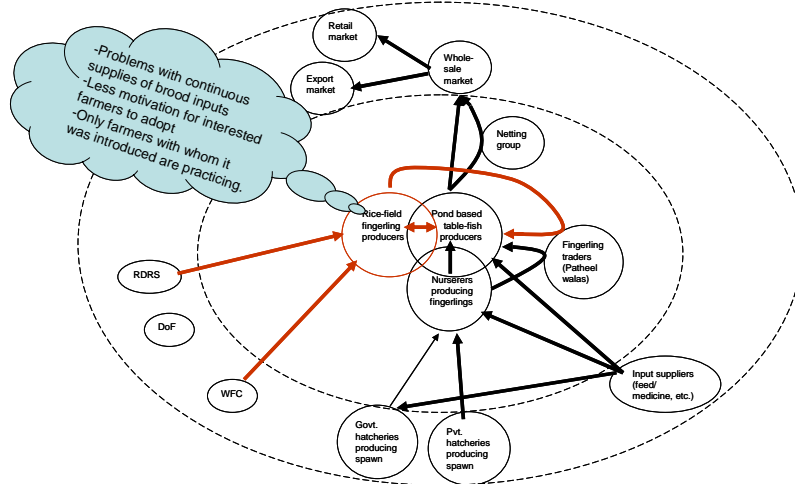 Retail
market
Whole-
sale
market
Export
market
-Problems with continuous
supplies of brood inputs
-Less motivation for interested
farmers to adopt
-Only farmers with whom it
was introduced are practicing.
Netting
group
Rice-field
fingerling
producers
Pond based
table-fish
producers
Fingerling
traders
(Patheel
walas)
Nurserers
producing
fingerlings
RDRS
DoF
WFC
Input suppliers
(feed/
medicine, etc.)
Govt.
hatcheries
producing
spawn
Pvt.
hatcheries
producing
spawn